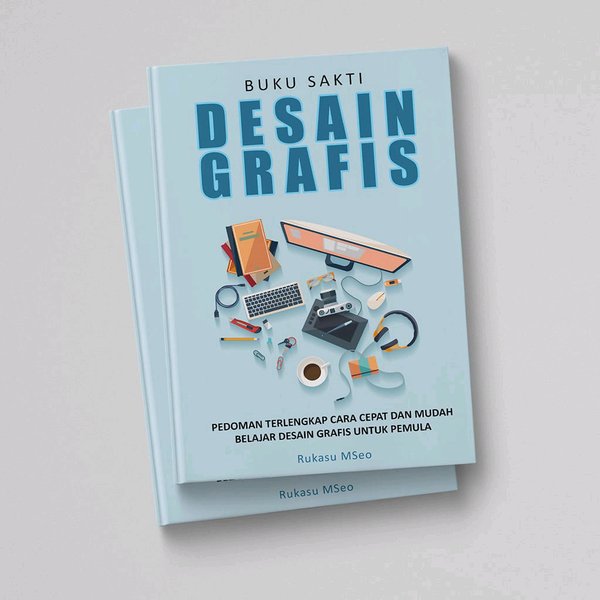 BUKU SAKTI
DESAIN
GRAFIS
PEDOMAN TERLENGKAP CARA CEPAT DAN MUDAH
BELAJAR DESAIN GRAFIS UNTUK PEMULA
Rukasu MSeo
Rukasu MSeo